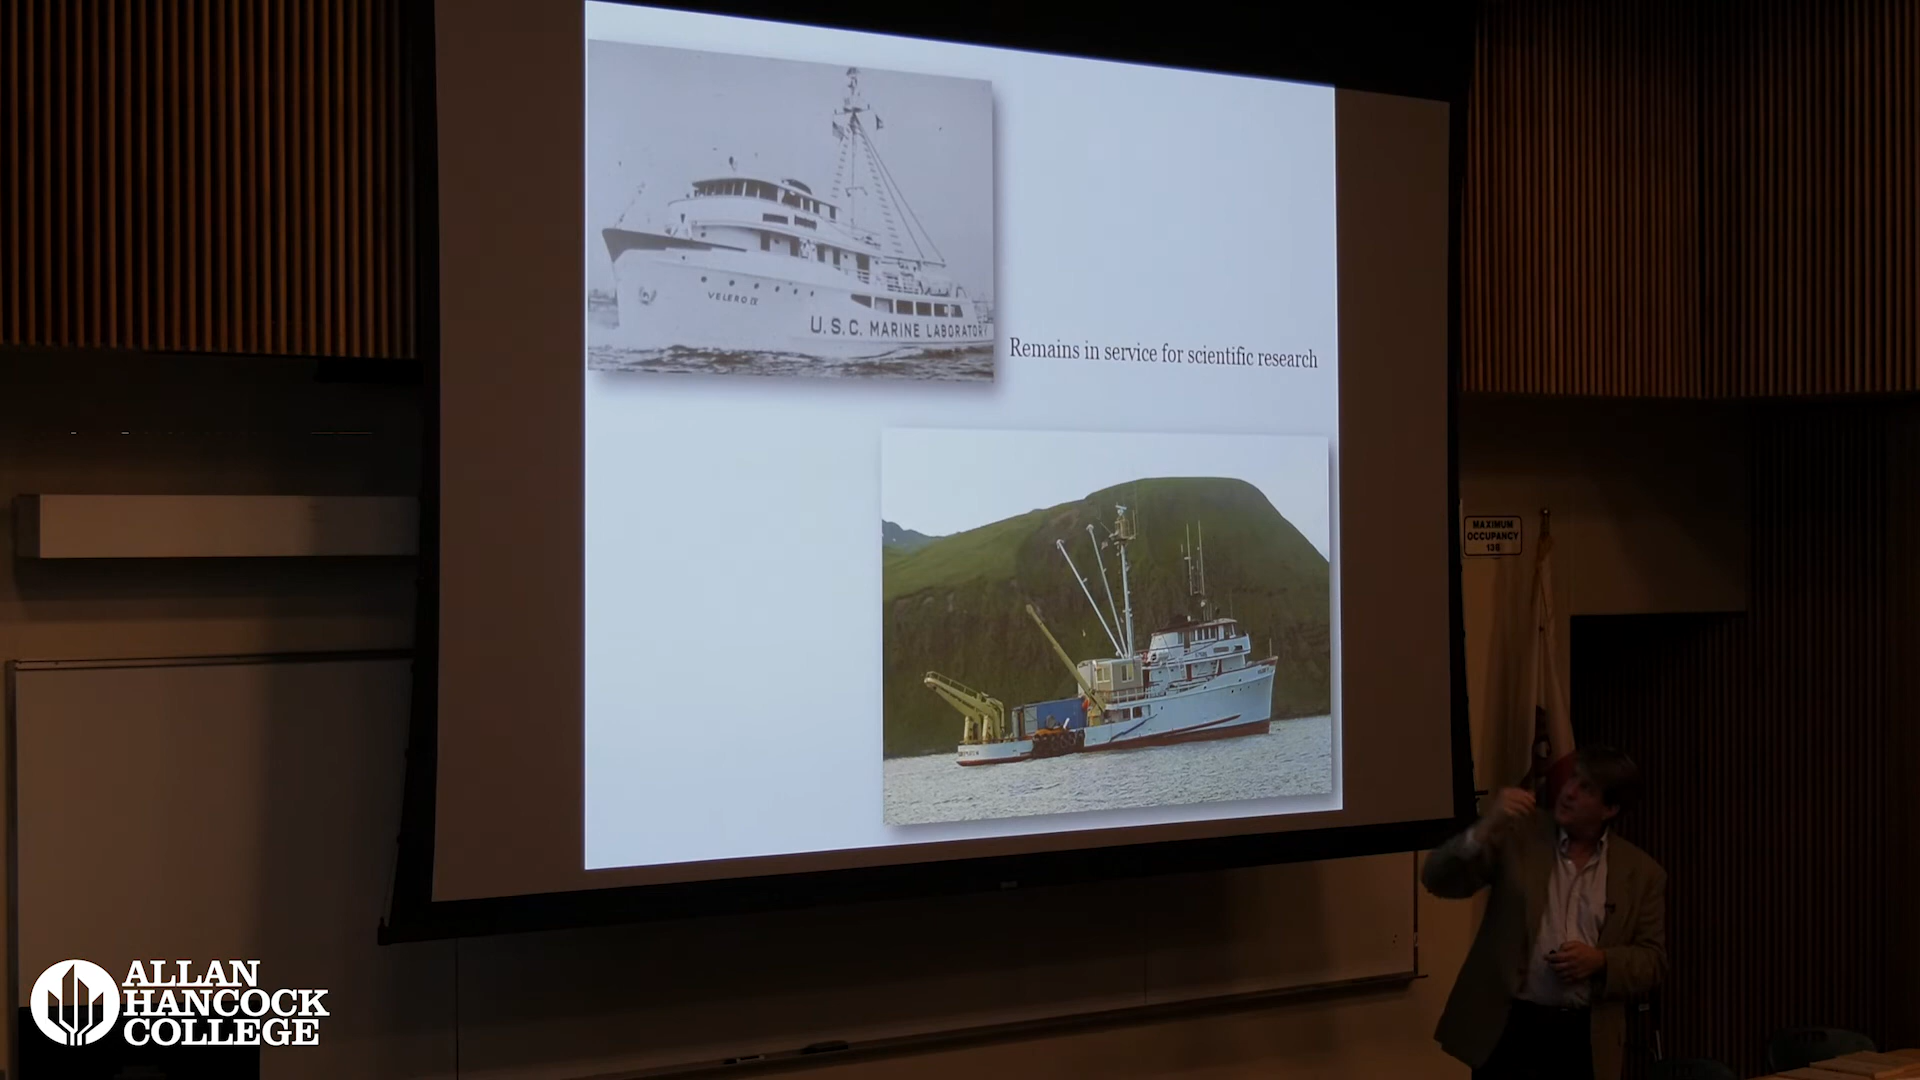 VELERO IV
U.S.C. MARINE LABORATORY
Remains in service for scientific research
MAXIMUM
OCCUPANCY
136
ALLAN
HANCOCK
COLLEGE